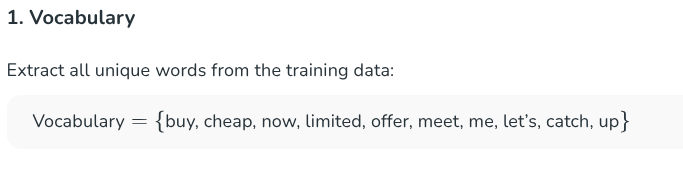 1. Vocabulary
Extract all unique words from the training data:
Vocabulary = {buy, cheap, now, limited, offer, meet, me, let’s, catch, up}